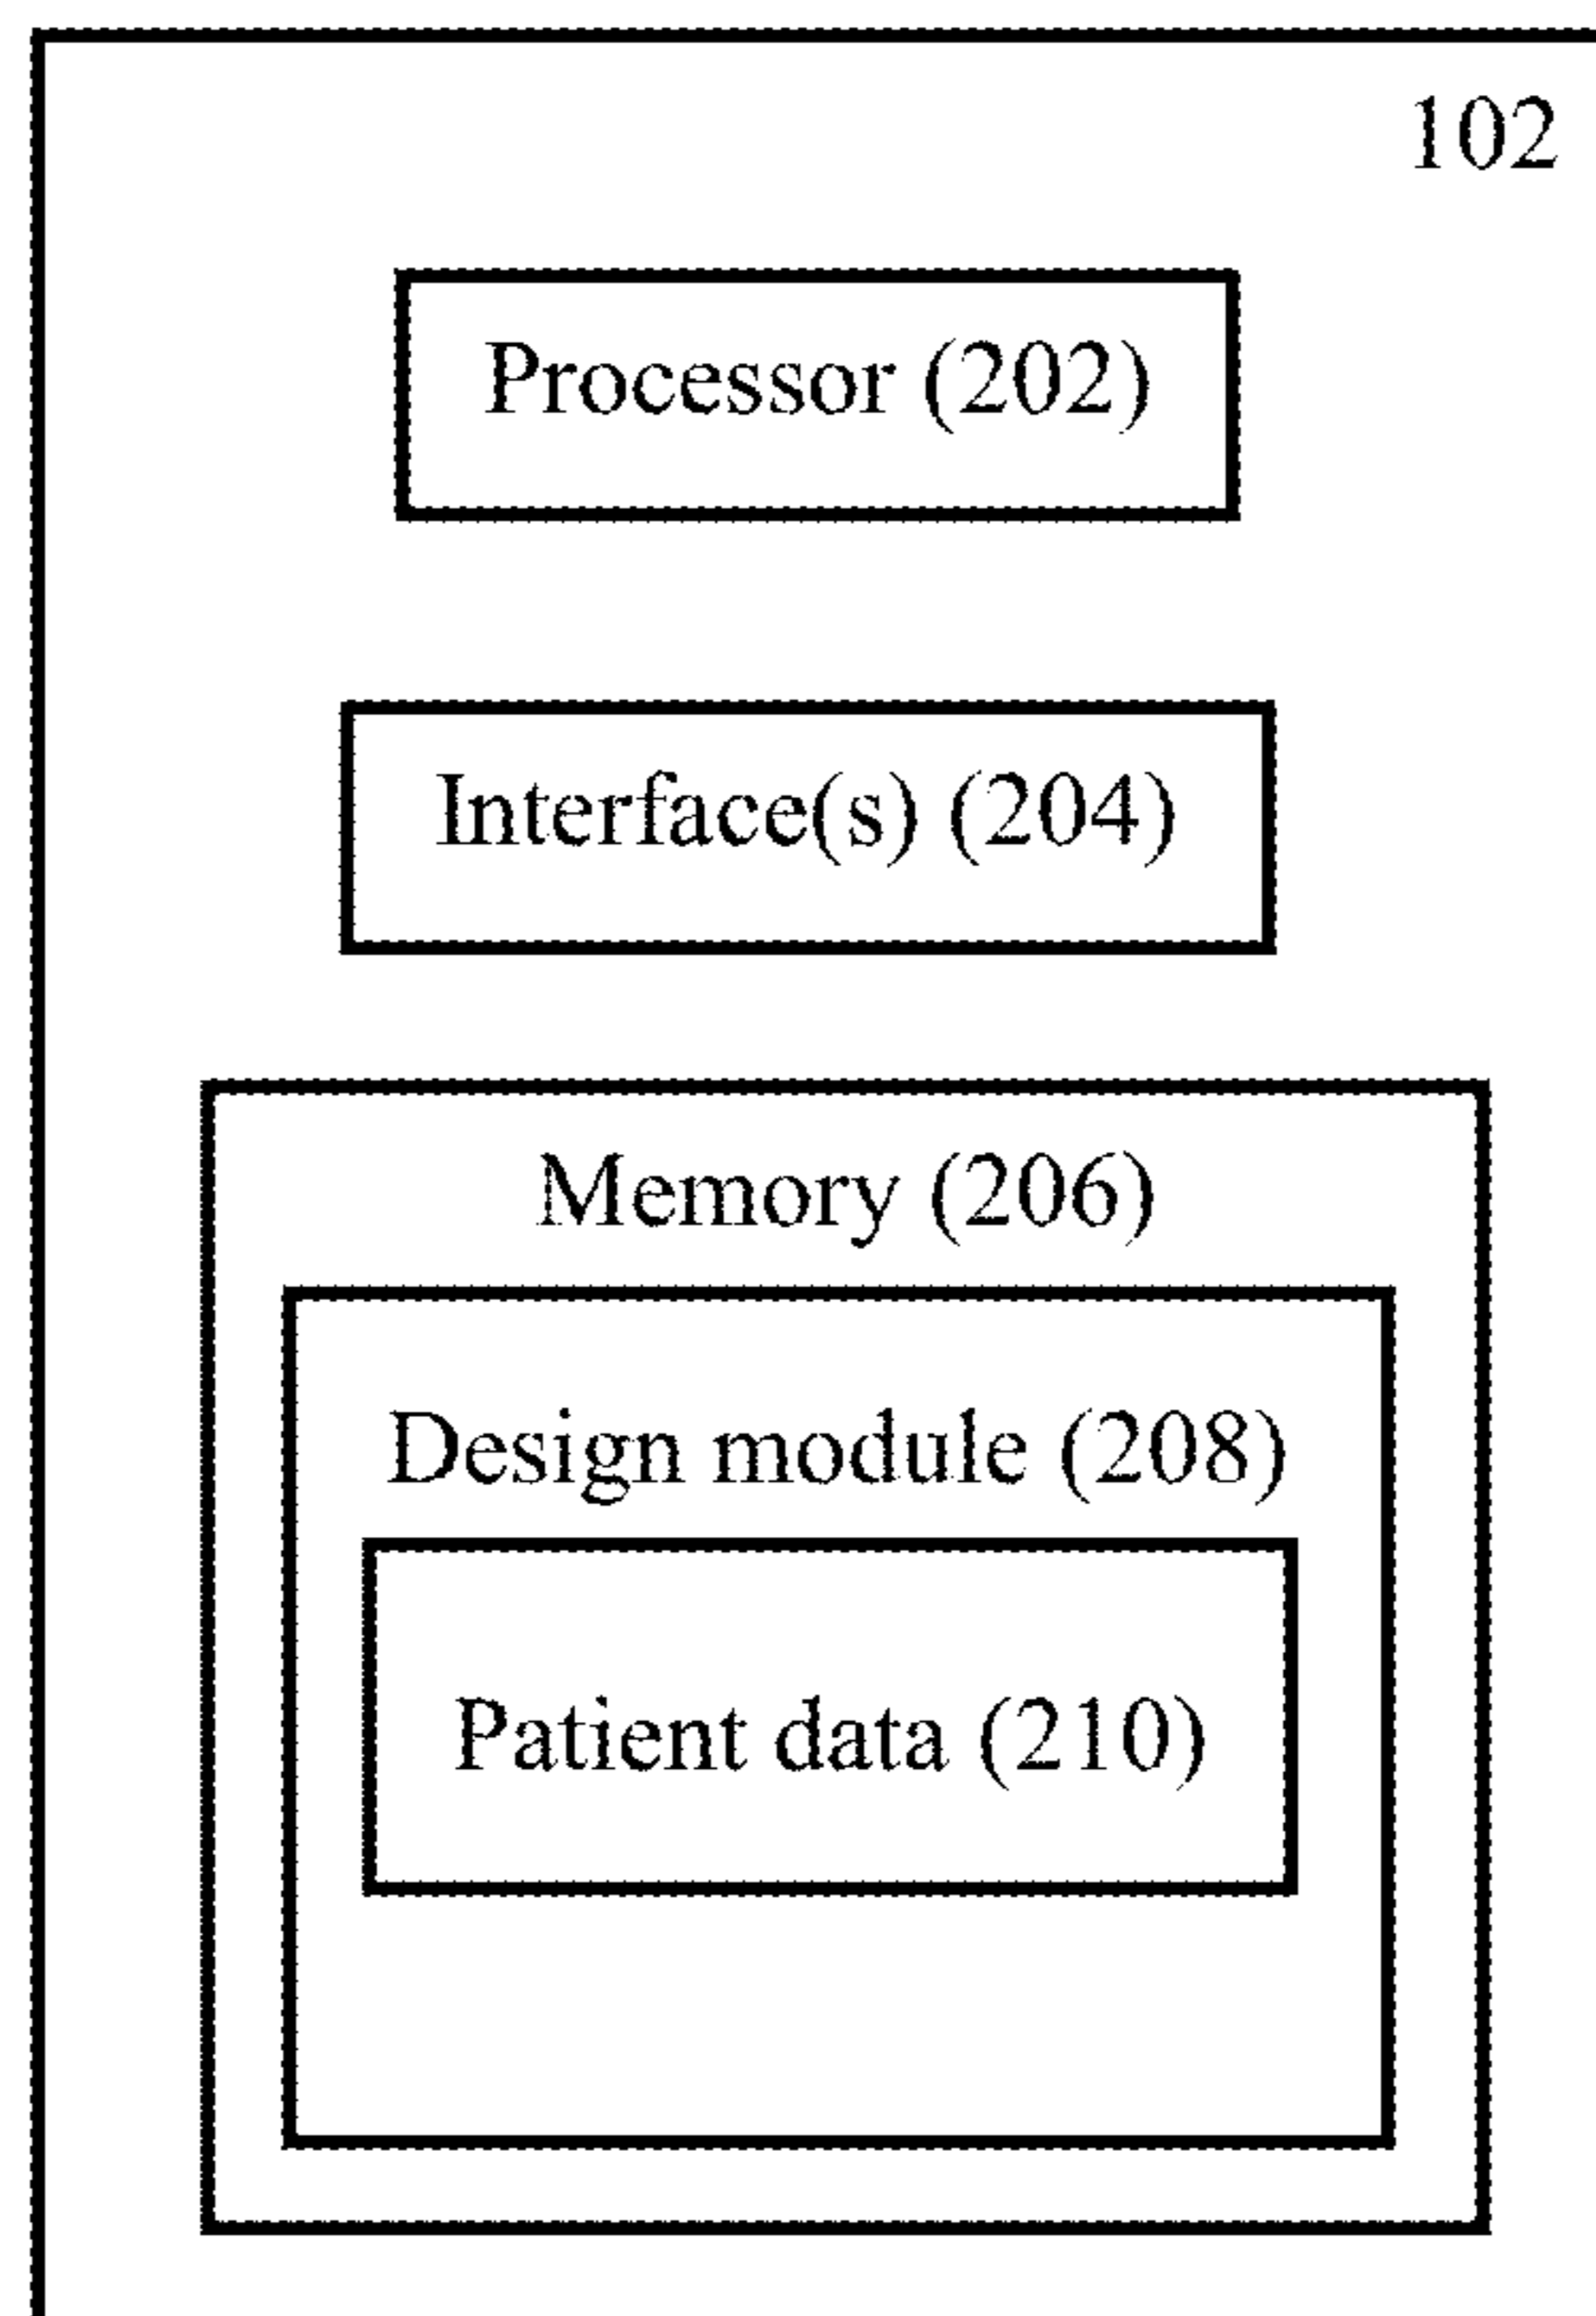 102
Processor (202)
Interface(s) (204)
Memory (206)
Design module (208)
Patient data (210)